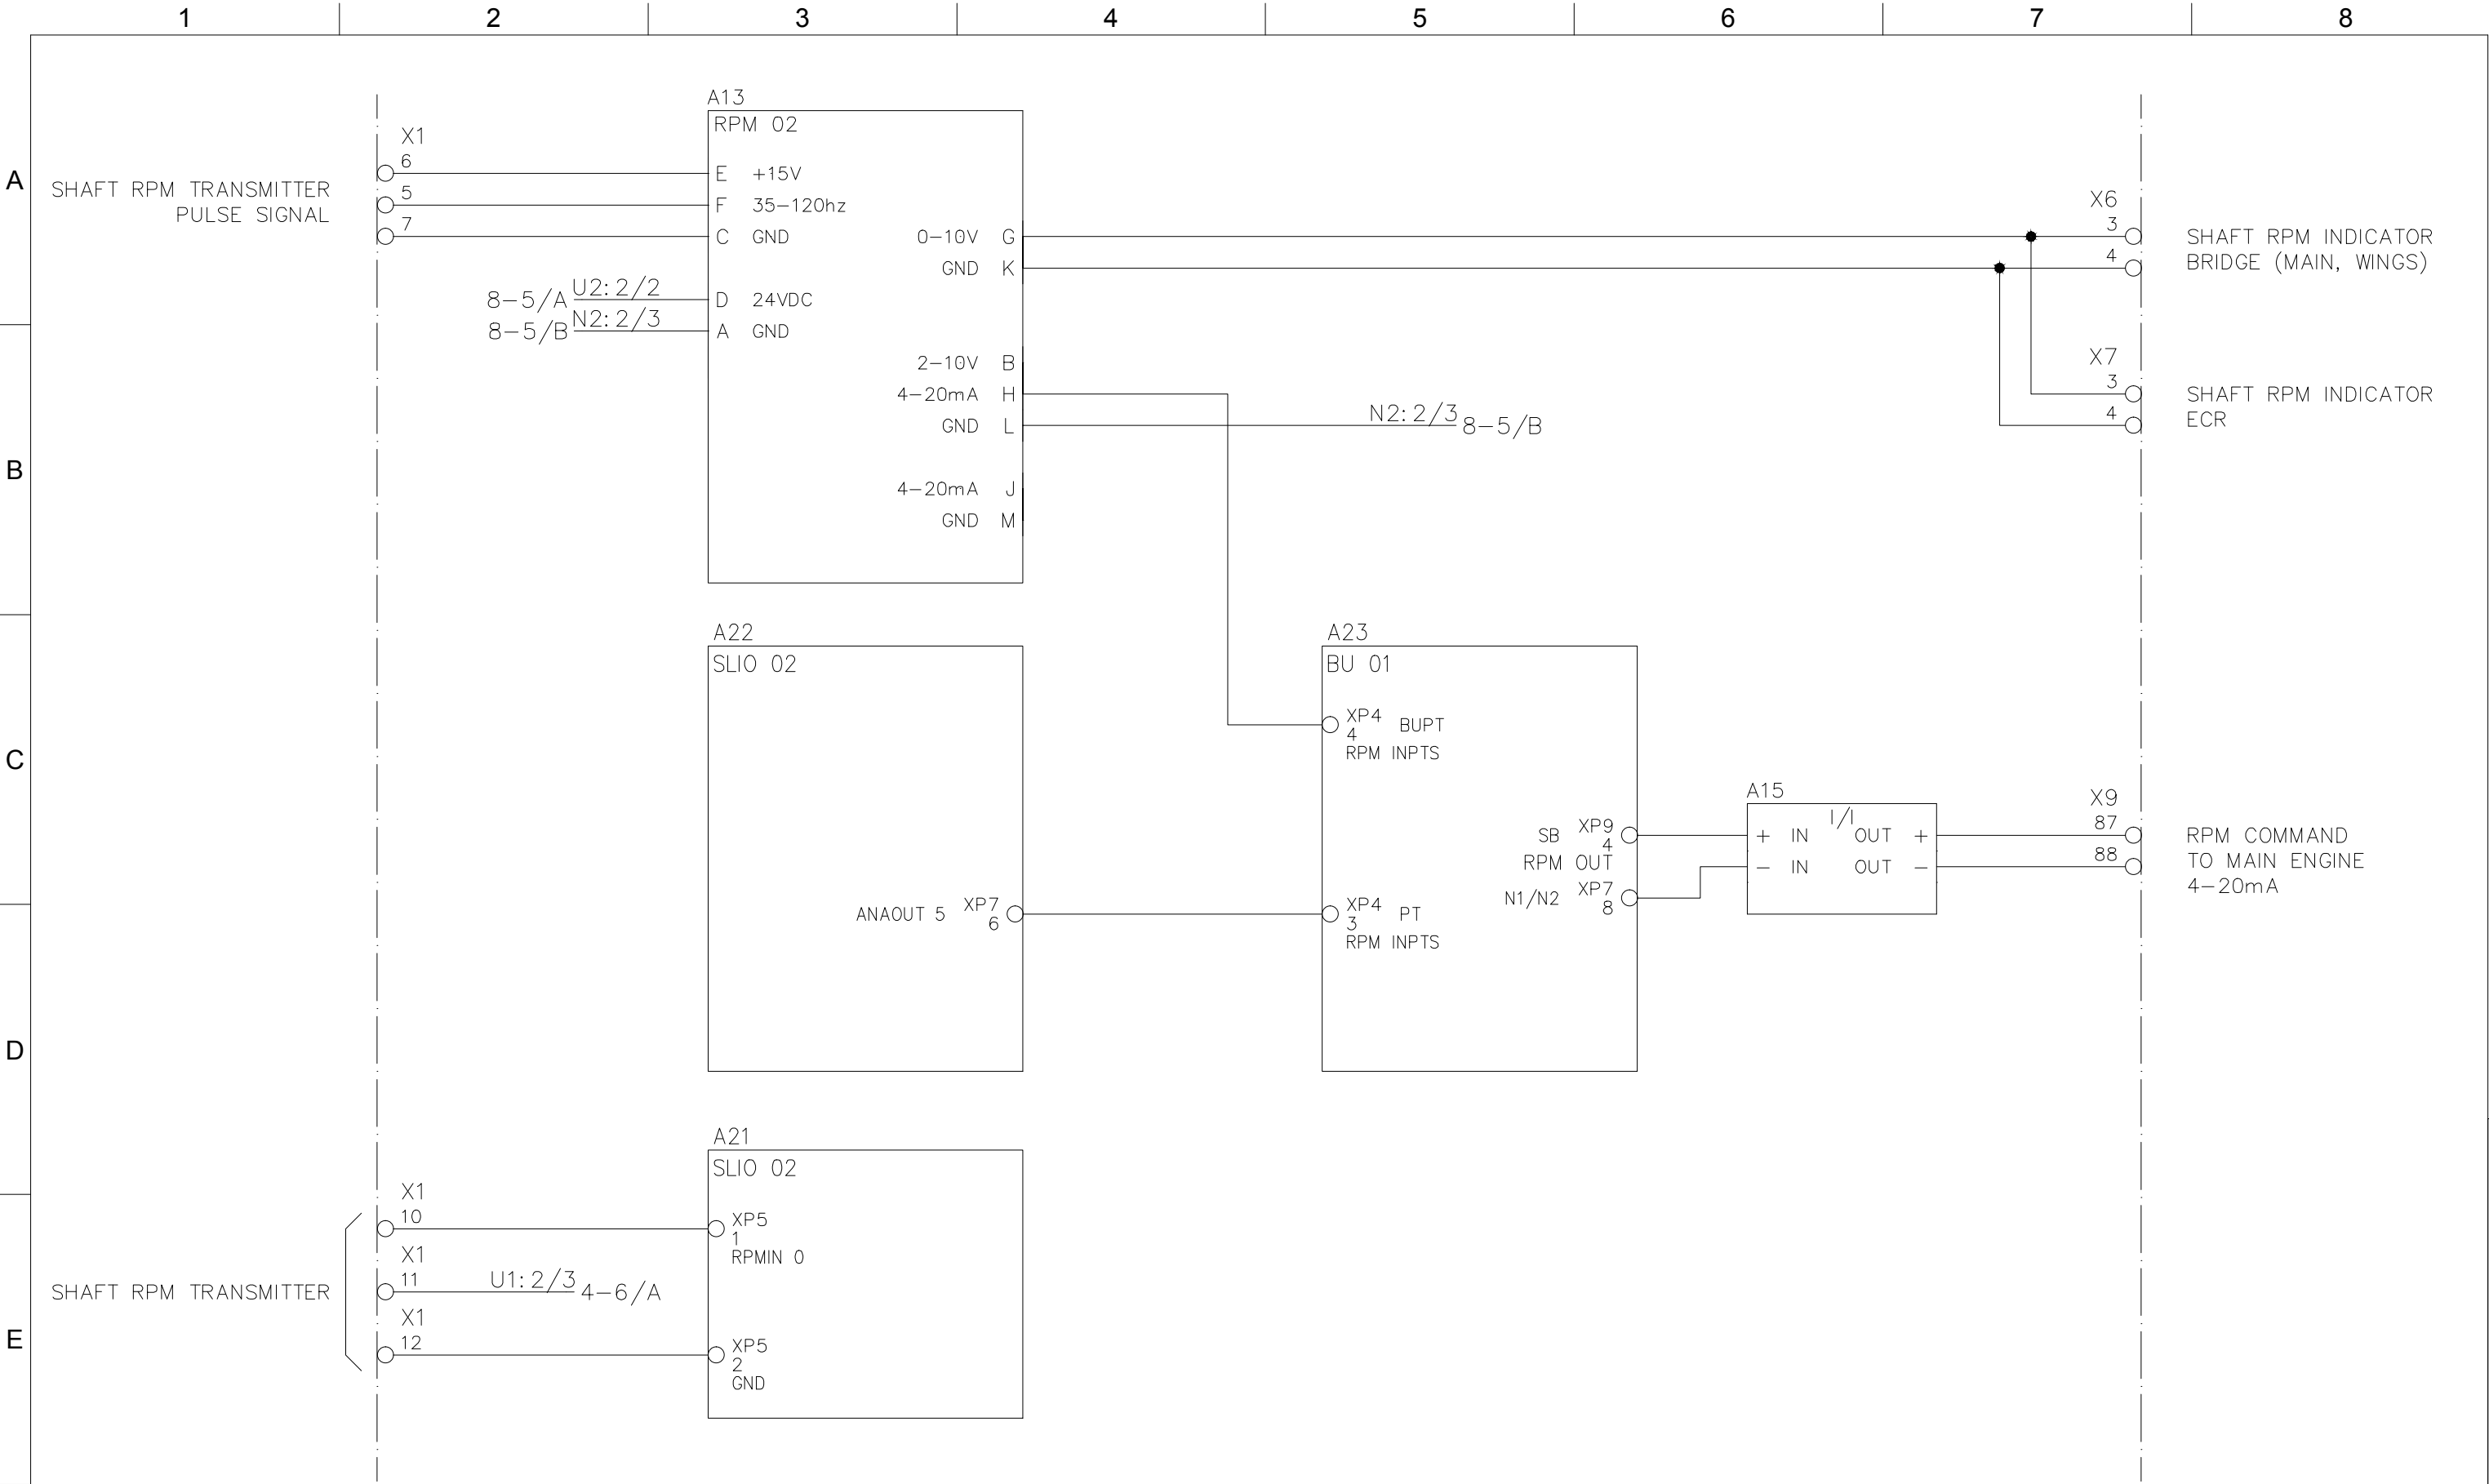 1 2 3 4 5 6 7 8
A
B
C
D
E
SHAFT RPM TRANSMITTER
PULSE SIGNAL
X1
6
5
7
8-5/A U2:2/2
8-5/B N2:2/3
A13
RPM 02
E +15V
F 35-120hz
C GND
D 24VDC
A GND
0-10V G
GND K
2-10V B
4-20mA H
GND L
4-20mA J
GND M
N2:2/3 8-5/B
X6
3
4
SHAFT RPM INDICATOR
BRIDGE (MAIN, WINGS)
X7
3
4
SHAFT RPM INDICATOR
ECR
A22
SLIO 02
ANAOUT 5 XP7
6
A23
BU 01
XP4 BUPT
4
RPM INPTS
SB XP9
4
RPM OUT
N1/N2 XP7
8
XP4 PT
3
RPM INPTS
A15
I/I
+ IN OUT +
- IN OUT -
X9
87
88
RPM COMMAND
TO MAIN ENGINE
4-20mA
A21
SLIO 02
SHAFT RPM TRANSMITTER
X1
10
X1
11
U1:2/3 4-6/A
X1
12
XP5
1
RPMIN 0
XP5
2
GND